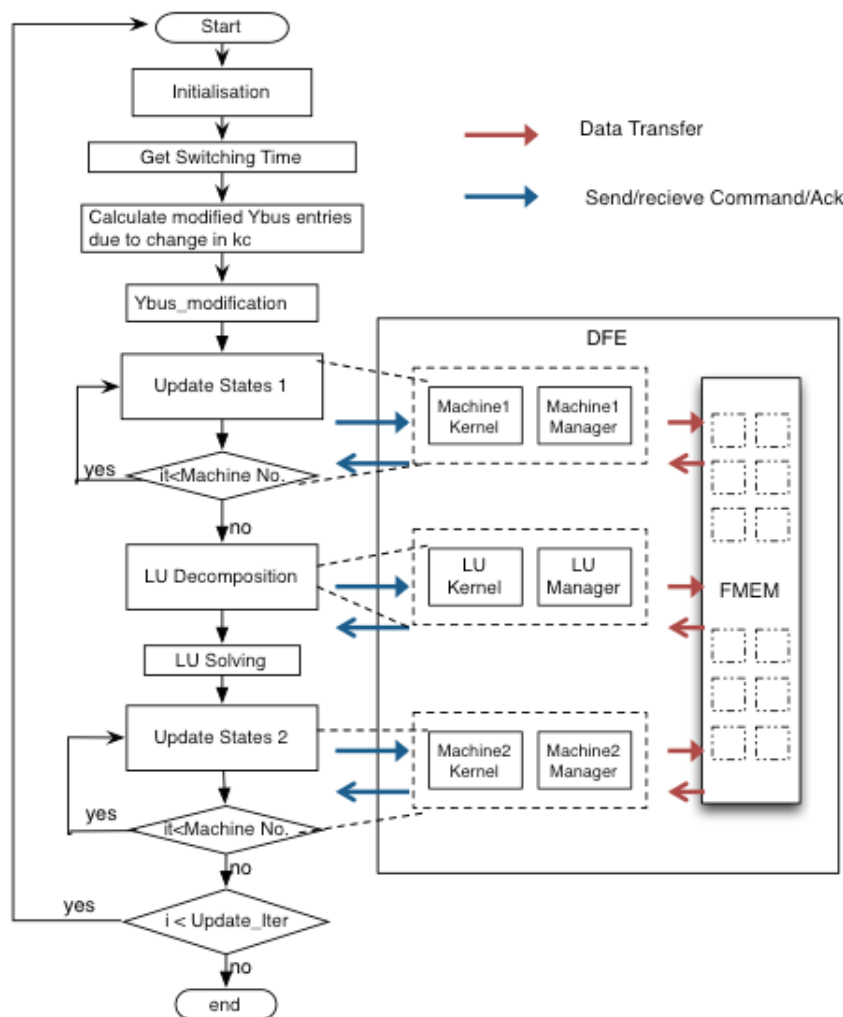 Start
Initialisation
Get Switching Time
Calculate modified Ybus entries
due to change in kc
Ybus_modification
Update States 1
yes
it<Machine No.
no
LU Decomposition
LU Solving
Update States 2
yes
it<Machine No.
no
yes
i < Update_Iter
no
end
Data Transfer
Send/recieve Command/Ack
DFE
Machine1
Kernel
Machine1
Manager
LU
Kernel
LU
Manager
Machine2
Kernel
Machine2
Manager
FMEM